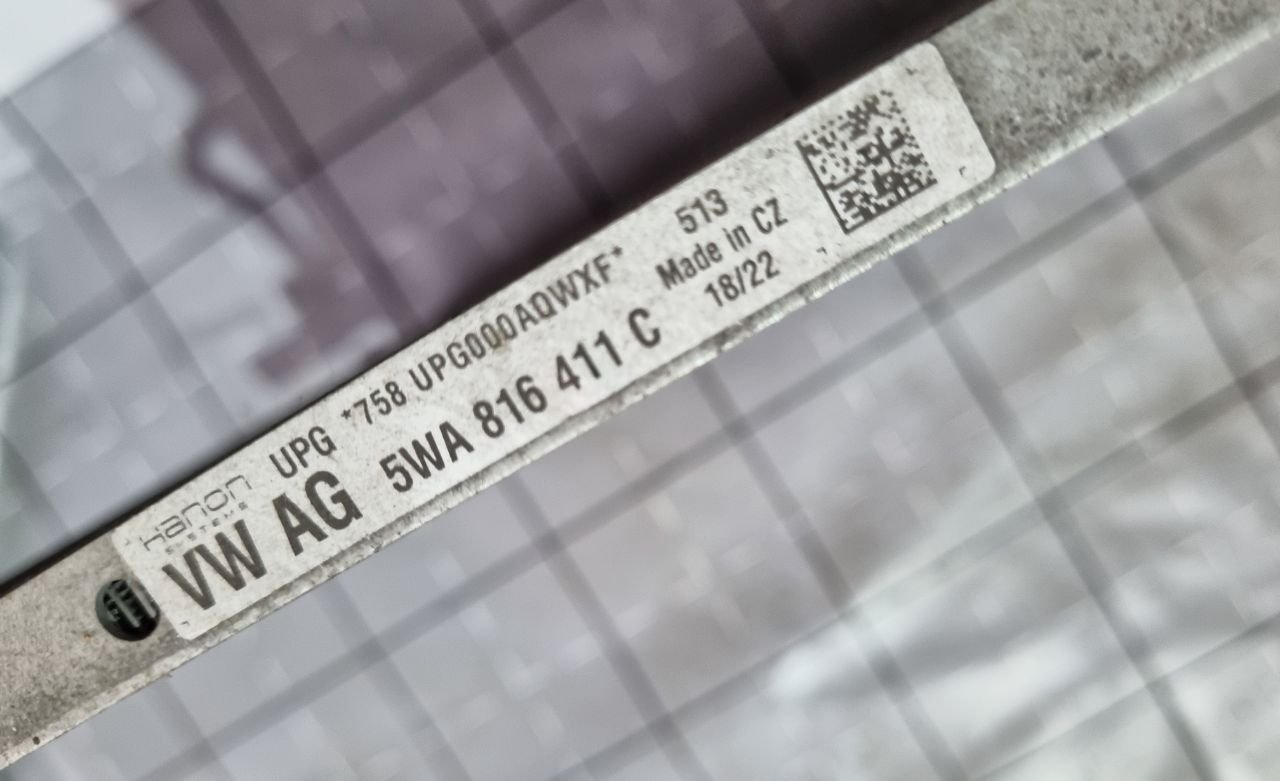 Hanon
SYSTEMS
UPG *758 UPG000AQWXF*
VW AG 5WA 816 411 C
513
Made in CZ
18/22